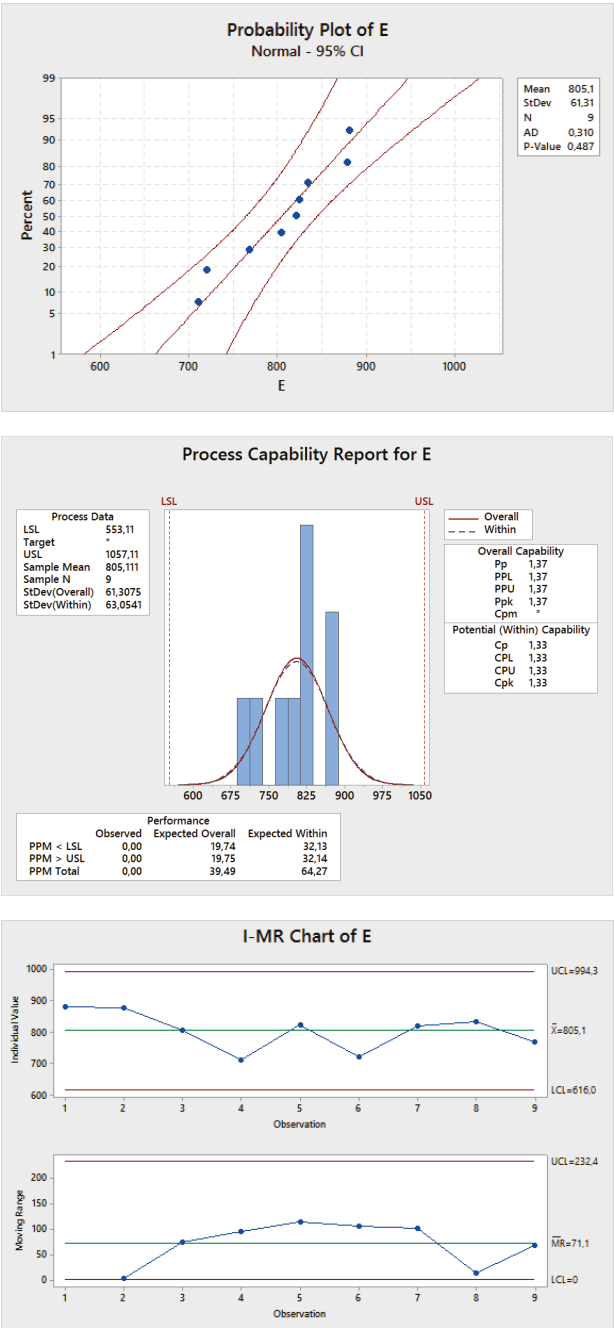 Probability Plot of E
Normal - 95% CI
Mean 805,1
StDev 61,31
N 9
AD 0,310
P-Value 0,487
99
95
90
80
70
60
50
40
30
20
10
5
1
Percent
600 700 800 900 1000
E
Process Capability Report for E
LSL USL
Process Data
LSL 553,11
Target *
USL 1057,11
Sample Mean 805,111
Sample N 9
StDev(Overall) 61,3075
StDev(Within) 63,0541
Overall
Within
Overall Capability
Pp 1,37
PPL 1,37
PPU 1,37
Ppk 1,37
Cpm *
Potential (Within) Capability
Cp 1,33
CPL 1,33
CPU 1,33
Cpk 1,33
600 675 750 825 900 975 1050
Performance
Observed Expected Overall Expected Within
PPM < LSL 0,00 19,74 32,13
PPM > USL 0,00 19,75 32,14
PPM Total 0,00 39,49 64,27
I-MR Chart of E
Individual Value
1000
900
800
700
600
UCL=994,3
X̄=805,1
LCL=616,0
1 2 3 4 5 6 7 8 9
Observation
Moving Range
200
150
100
50
0
UCL=232,4
M̅R̅=71,1
LCL=0
1 2 3 4 5 6 7 8 9
Observation